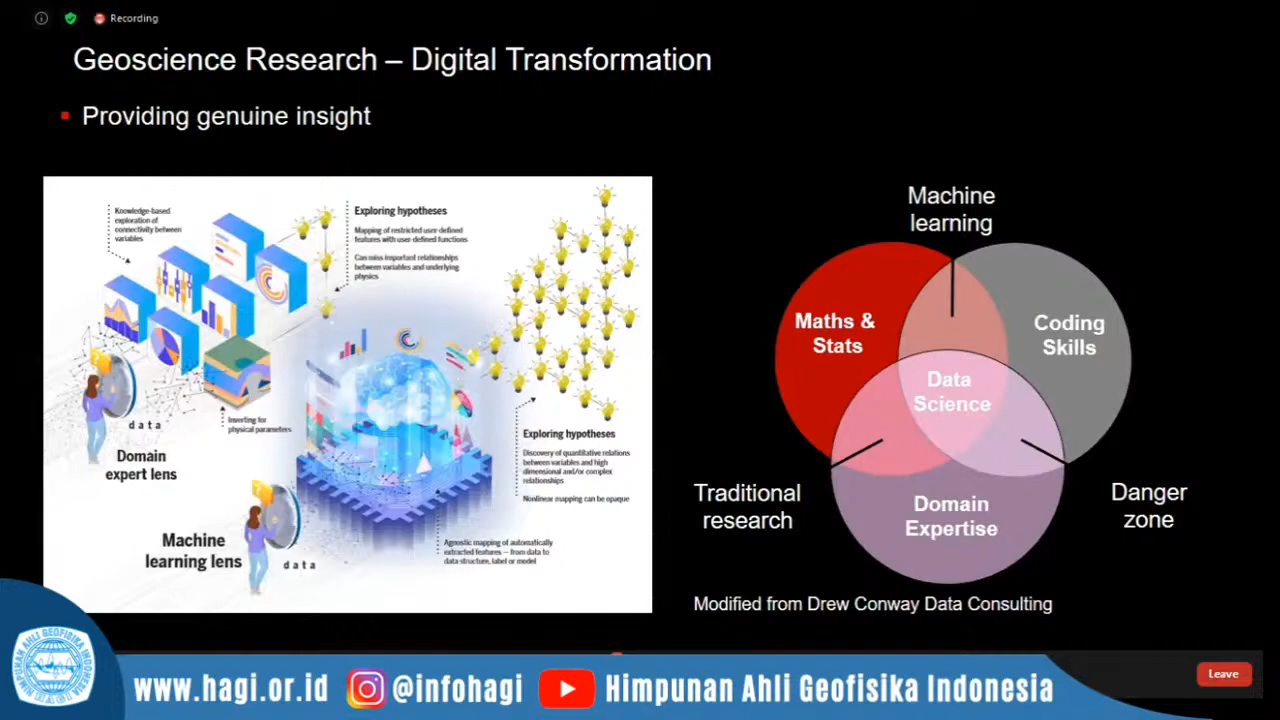 Recording
Geoscience Research – Digital Transformation
Providing genuine insight
Knowledge-based
exploration of
connectivity between
variables
Exploring hypotheses
Mapping of restricted user-defined
features with user-defined functions
Can miss important relationships
between variables and underlying
physics
data
Domain
expert lens
Inverting for
physical parameters
Machine
learning lens
data
Exploring hypotheses
Discovery of quantitative relations
between variables and high
dimensional and/or complex
relationships
Nonlinear mapping can be opaque
Agnostic mapping of automatically
extracted features – from data to
data structure, label or model
Machine
learning
Maths &
Stats
Coding
Skills
Data
Science
Traditional
research
Domain
Expertise
Danger
zone
Modified from Drew Conway Data Consulting
HIMPUNAN AHLI GEOFISIKA INDONESIA
www.hagi.or.id
@infohagi
Himpunan Ahli Geofisika Indonesia
Leave